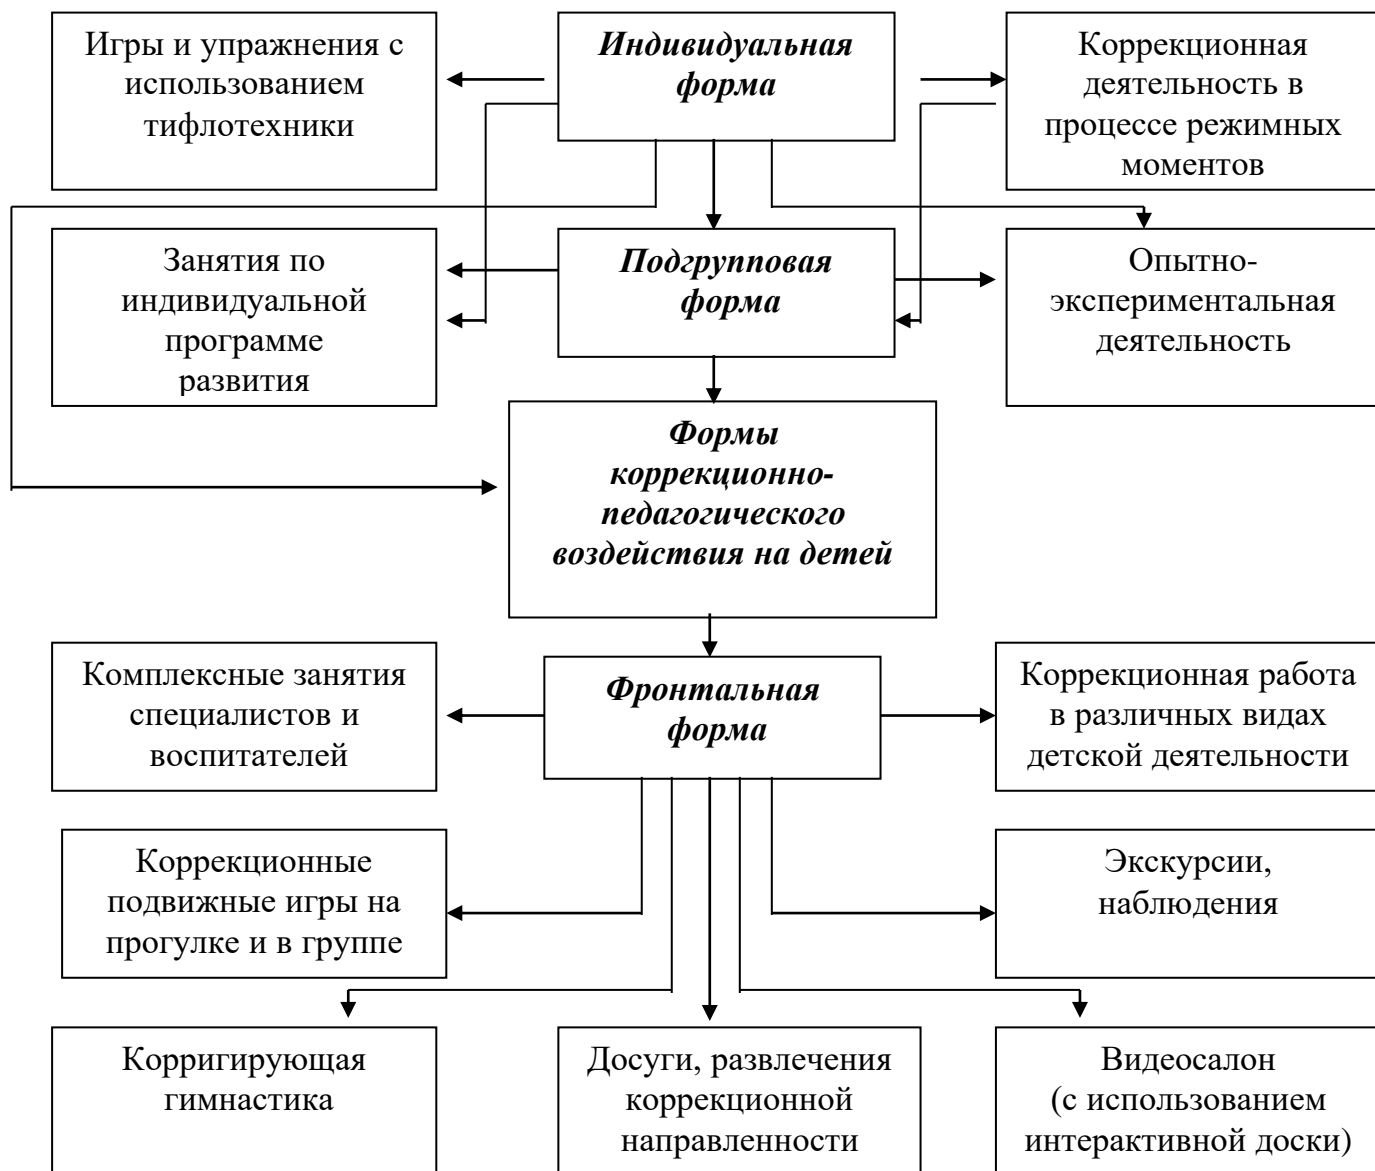 Игры и упражнения с
использованием
тифлотехники
Индивидуальная
форма
Коррекционная
деятельность в
процессе режимных
моментов
Занятия по
индивидуальной
программе
развития
Подгрупповая
форма
Опытно-
экспериментальная
деятельность
Формы
коррекционно-
педагогического
воздействия на детей
Комплексные занятия
специалистов и
воспитателей
Фронтальная
форма
Коррекционная работа
в различных видах
детской деятельности
Коррекционные
подвижные игры на
прогулке и в группе
Экскурсии,
наблюдения
Корригирующая
гимнастика
Досуги, развлечения
коррекционной
направленности
Видеосалон
(с использованием
интерактивной доски)